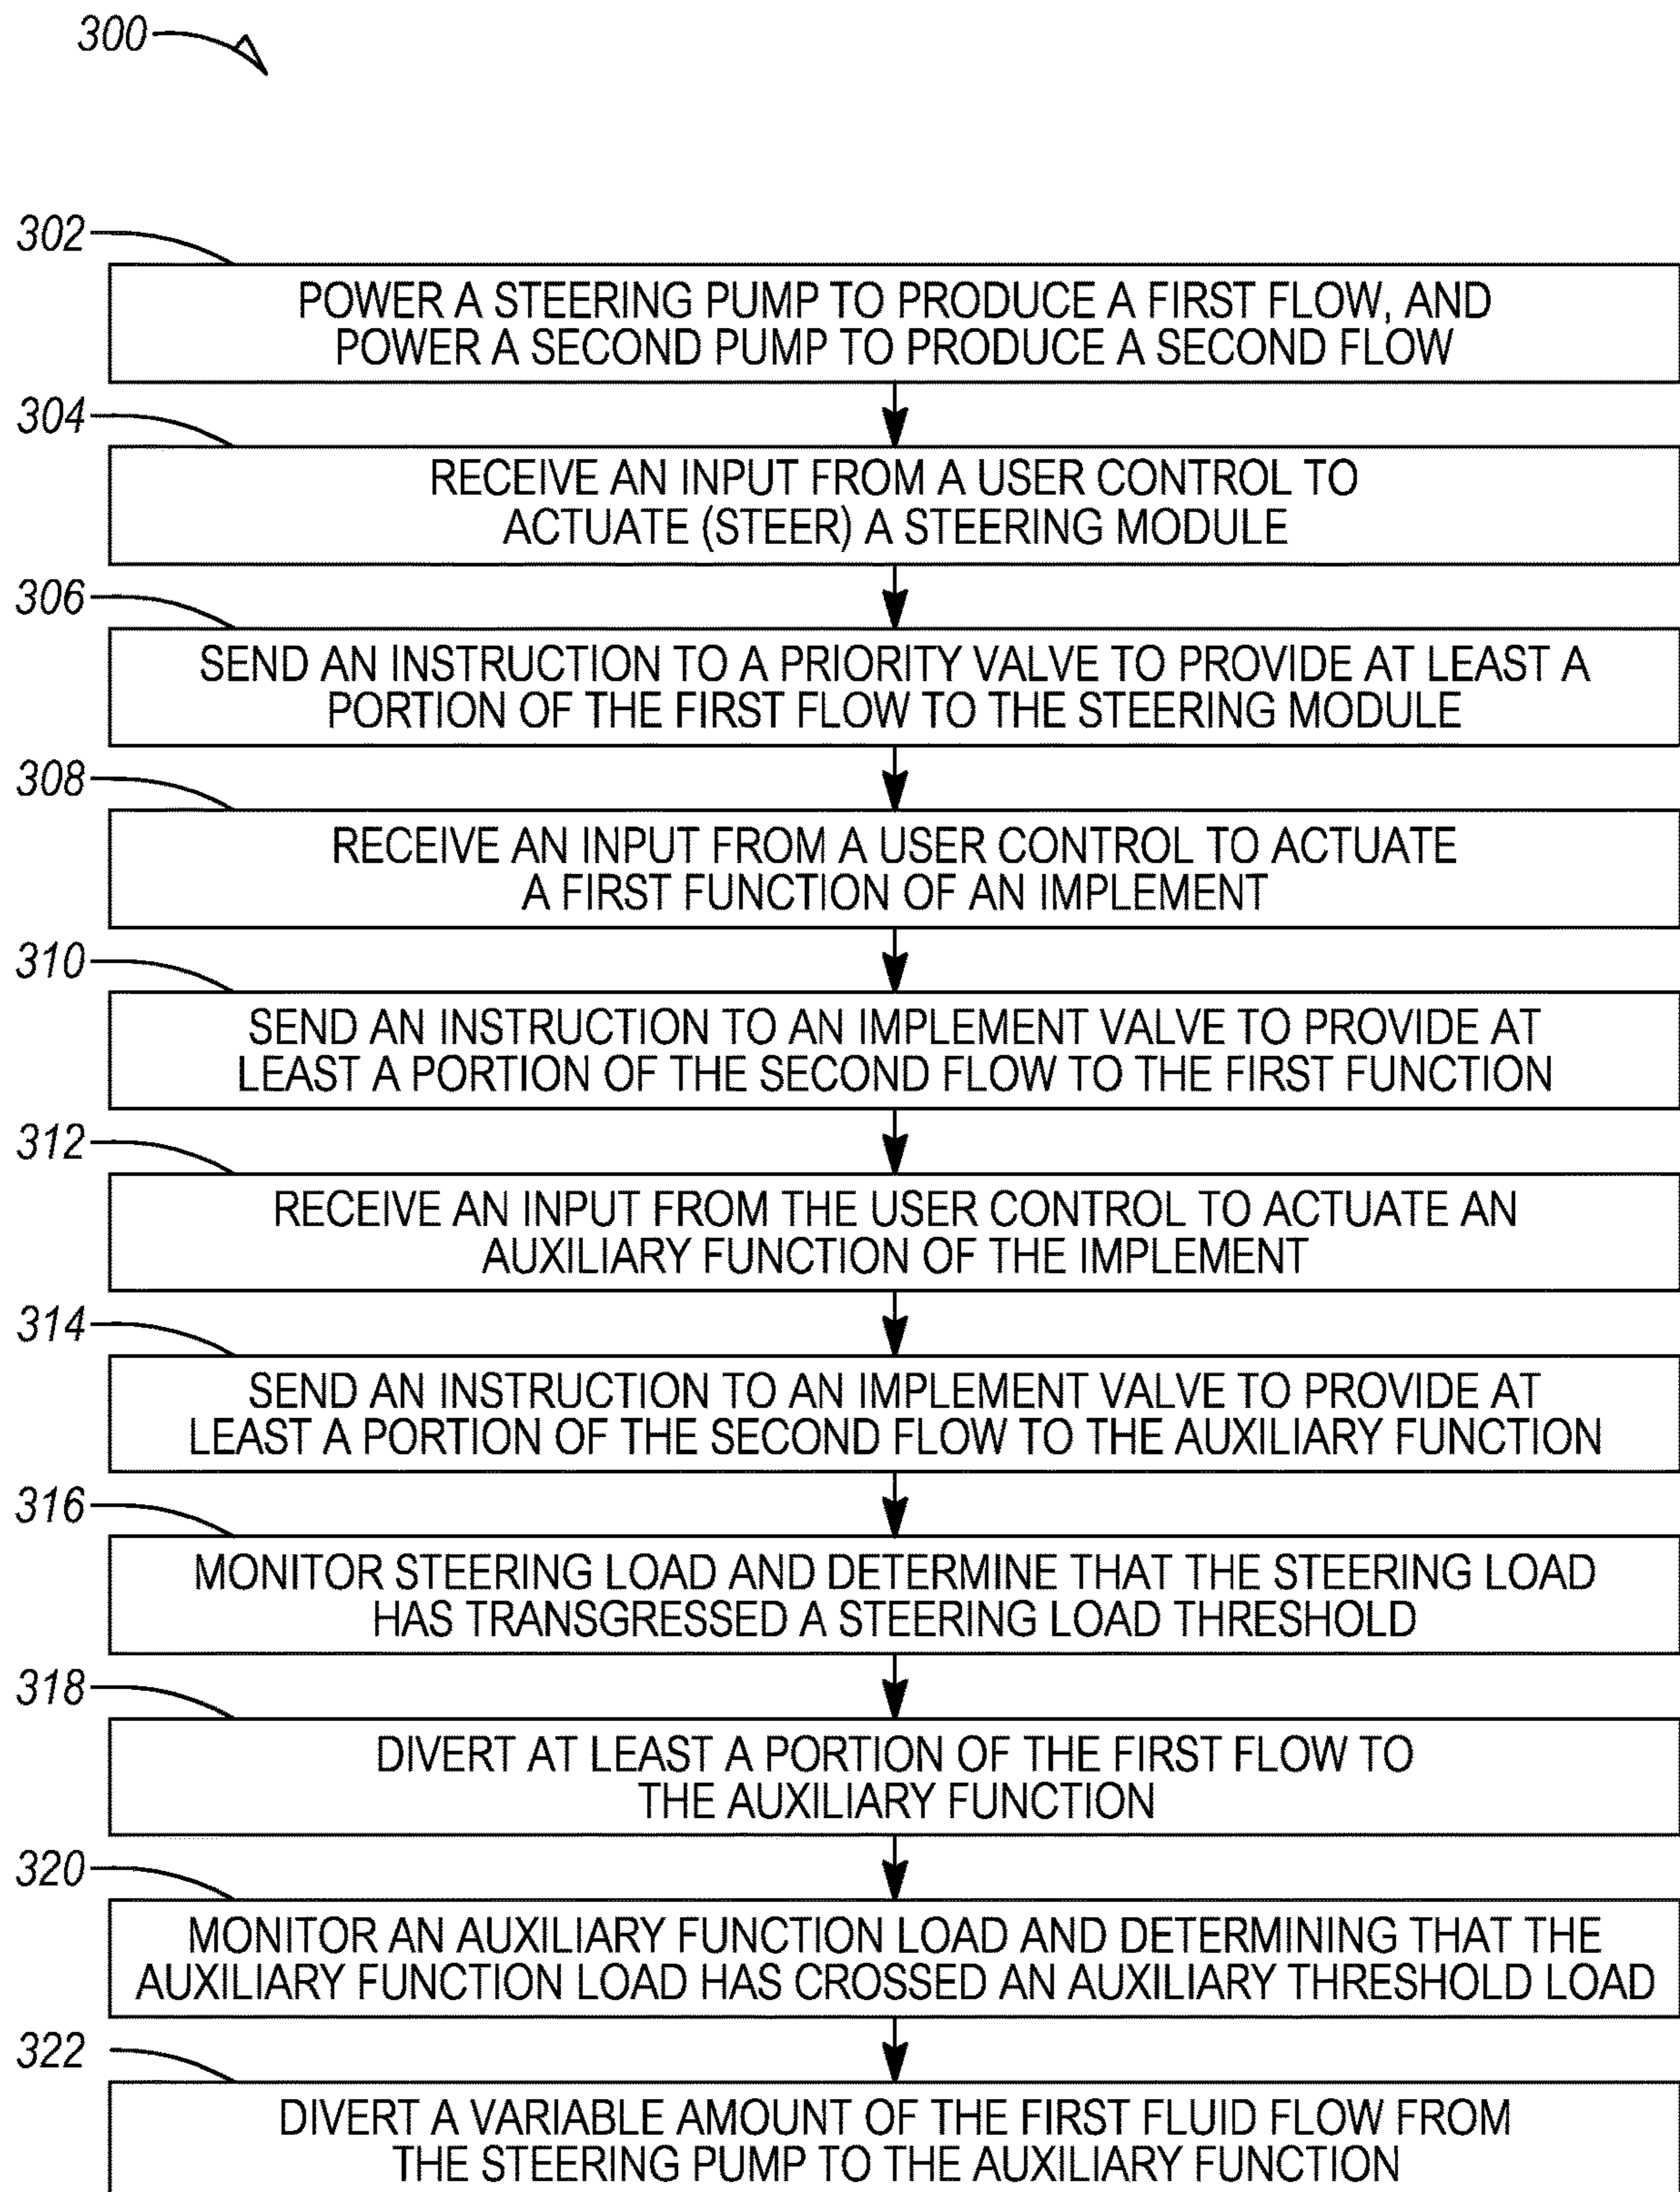 300
302
POWER A STEERING PUMP TO PRODUCE A FIRST FLOW, AND
POWER A SECOND PUMP TO PRODUCE A SECOND FLOW
304
RECEIVE AN INPUT FROM A USER CONTROL TO
ACTUATE (STEER) A STEERING MODULE
306
SEND AN INSTRUCTION TO A PRIORITY VALVE TO PROVIDE AT LEAST A
PORTION OF THE FIRST FLOW TO THE STEERING MODULE
308
RECEIVE AN INPUT FROM A USER CONTROL TO ACTUATE
A FIRST FUNCTION OF AN IMPLEMENT
310
SEND AN INSTRUCTION TO AN IMPLEMENT VALVE TO PROVIDE AT
LEAST A PORTION OF THE SECOND FLOW TO THE FIRST FUNCTION
312
RECEIVE AN INPUT FROM THE USER CONTROL TO ACTUATE AN
AUXILIARY FUNCTION OF THE IMPLEMENT
314
SEND AN INSTRUCTION TO AN IMPLEMENT VALVE TO PROVIDE AT
LEAST A PORTION OF THE SECOND FLOW TO THE AUXILIARY FUNCTION
316
MONITOR STEERING LOAD AND DETERMINE THAT THE STEERING LOAD
HAS TRANSGRESSED A STEERING LOAD THRESHOLD
318
DIVERT AT LEAST A PORTION OF THE FIRST FLOW TO
THE AUXILIARY FUNCTION
320
MONITOR AN AUXILIARY FUNCTION LOAD AND DETERMINING THAT THE
AUXILIARY FUNCTION LOAD HAS CROSSED AN AUXILIARY THRESHOLD LOAD
322
DIVERT A VARIABLE AMOUNT OF THE FIRST FLUID FLOW FROM
THE STEERING PUMP TO THE AUXILIARY FUNCTION